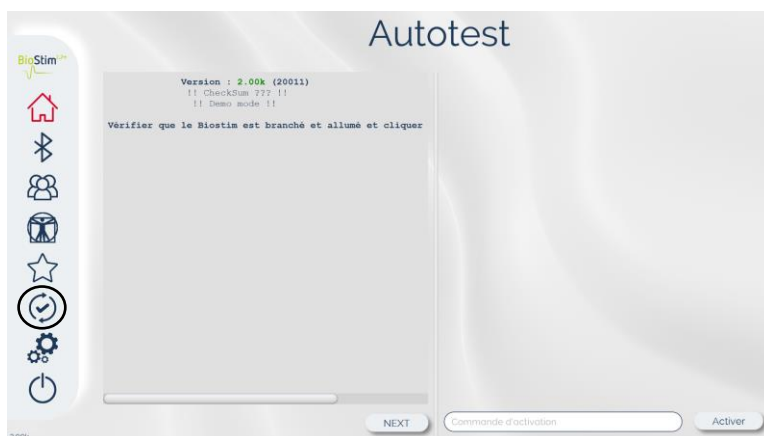 Autotest
BioStim
Version : 2.00k (20011)
!! CheckSum ??? !!
!! Demo mode !!
Vérifier que le Biostim est branché et allumé et cliquer
NEXT
Commande d'activation
Activer